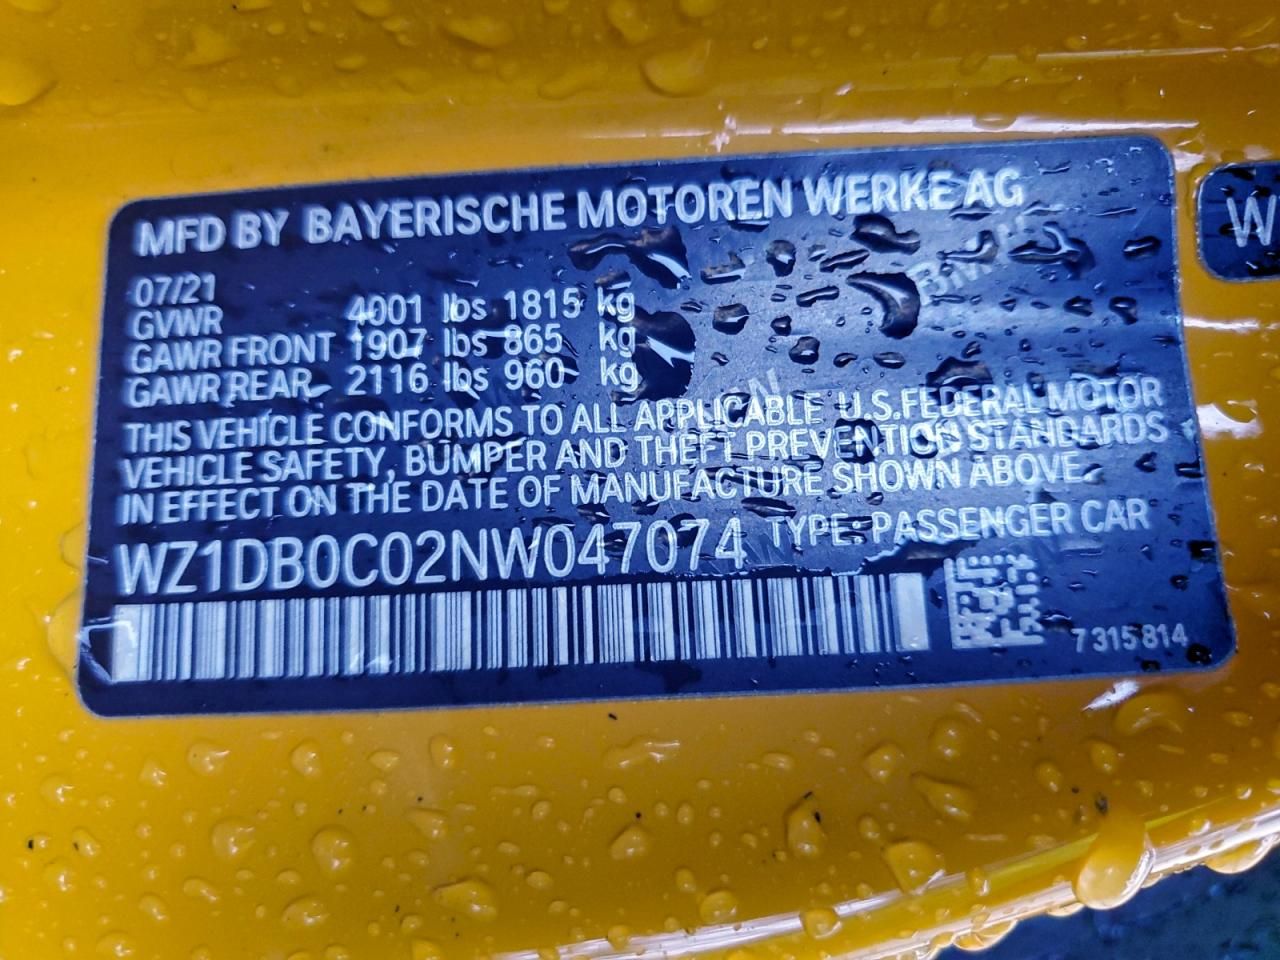 MFD BY BAYERISCHE MOTOREN WERKE AG
07/21
GVWR 4001 lbs 1815 kg
GAWR FRONT 1907 lbs 865 kg
GAWR REAR 2116 lbs 960 kg
THIS VEHICLE CONFORMS TO ALL APPLICABLE U.S.FEDERAL MOTOR
VEHICLE SAFETY, BUMPER AND THEFT PREVENTION STANDARDS
IN EFFECT ON THE DATE OF MANUFACTURE SHOWN ABOVE.
WZ1DB0C02NW047074 TYPE: PASSENGER CAR
7 315 814
W